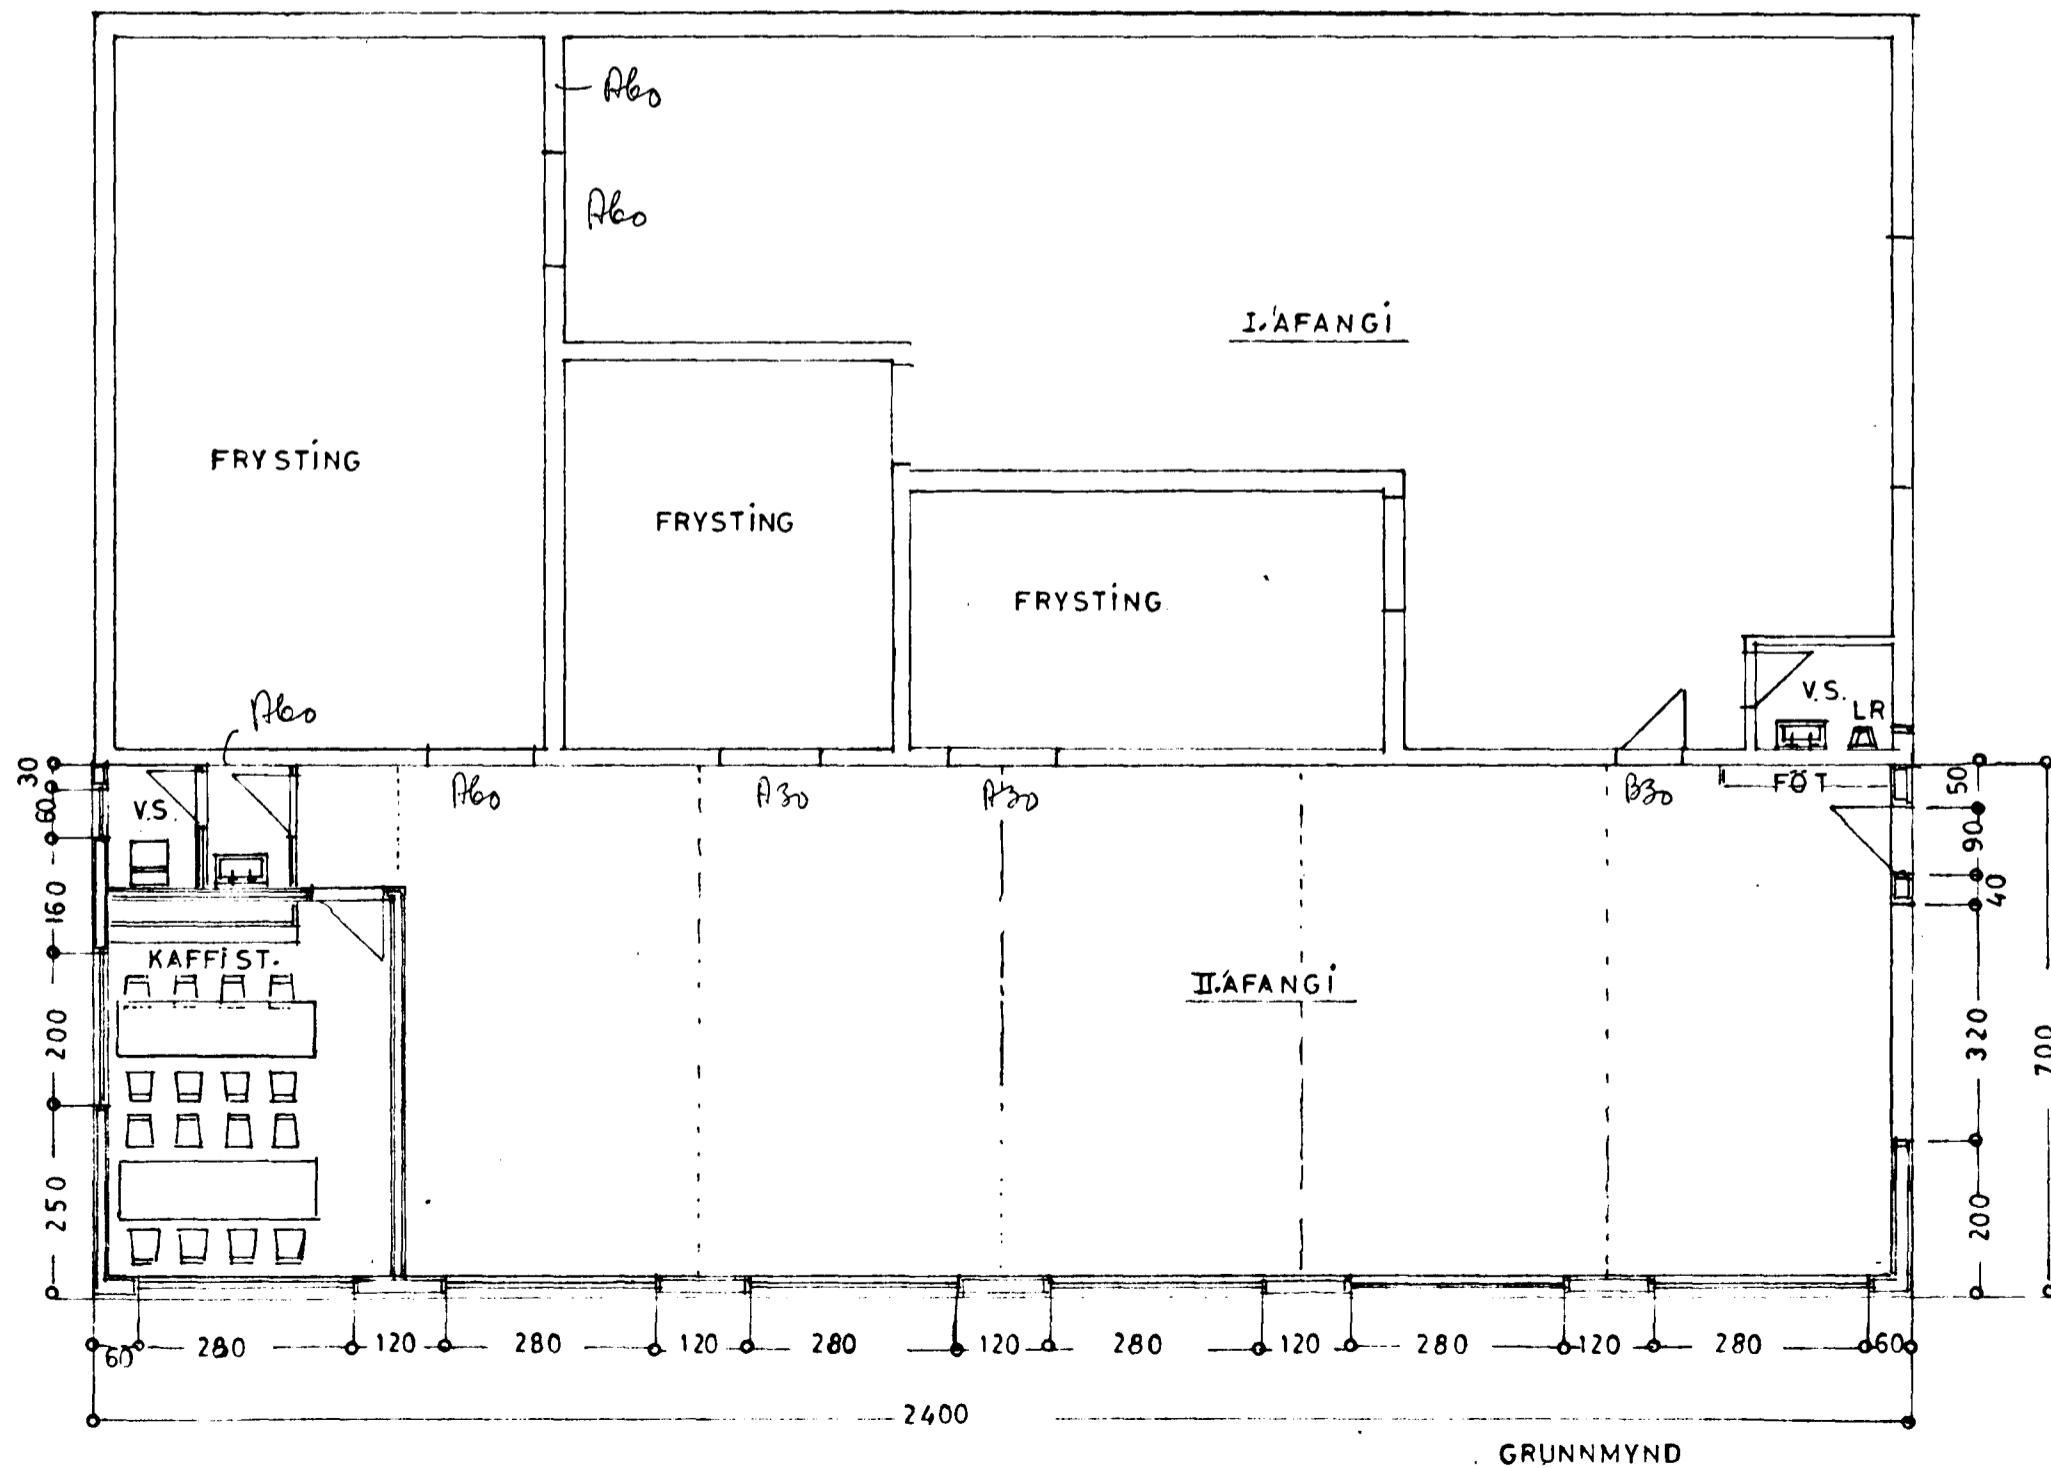 A60
A60
I. ÁFANGI
FRYSTING
FRYSTING
FRYSTING
V.S.
LR
A60
A60
A30
A30
B30
FÖT
V.S.
KAFFIST.
II. ÁFANGI
30
60
160
200
250
50
90
40
320
200
700
60 280 120 280 120 280 120 280 120 280 120 280 60
2400
GRUNNMYND